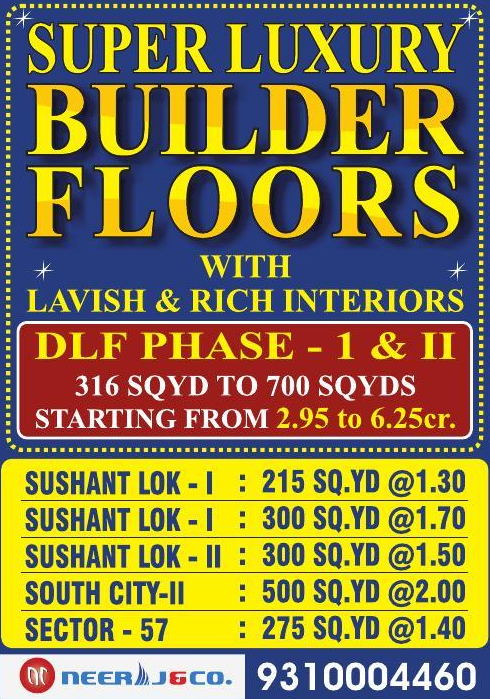 SUPER LUXURY
BUILDER
FLOORS
WITH
LAVISH & RICH INTERIORS
DLF PHASE - 1 & II
316 SQYD TO 700 SQYDS
STARTING FROM 2.95 to 6.25cr.
SUSHANT LOK - I : 215 SQ.YD @1.30
SUSHANT LOK - I : 300 SQ.YD @1.70
SUSHANT LOK - II : 300 SQ.YD @1.50
SOUTH CITY-II : 500 SQ.YD @2.00
SECTOR - 57 : 275 SQ.YD @1.40
NEERAJ&CO. 9310004460